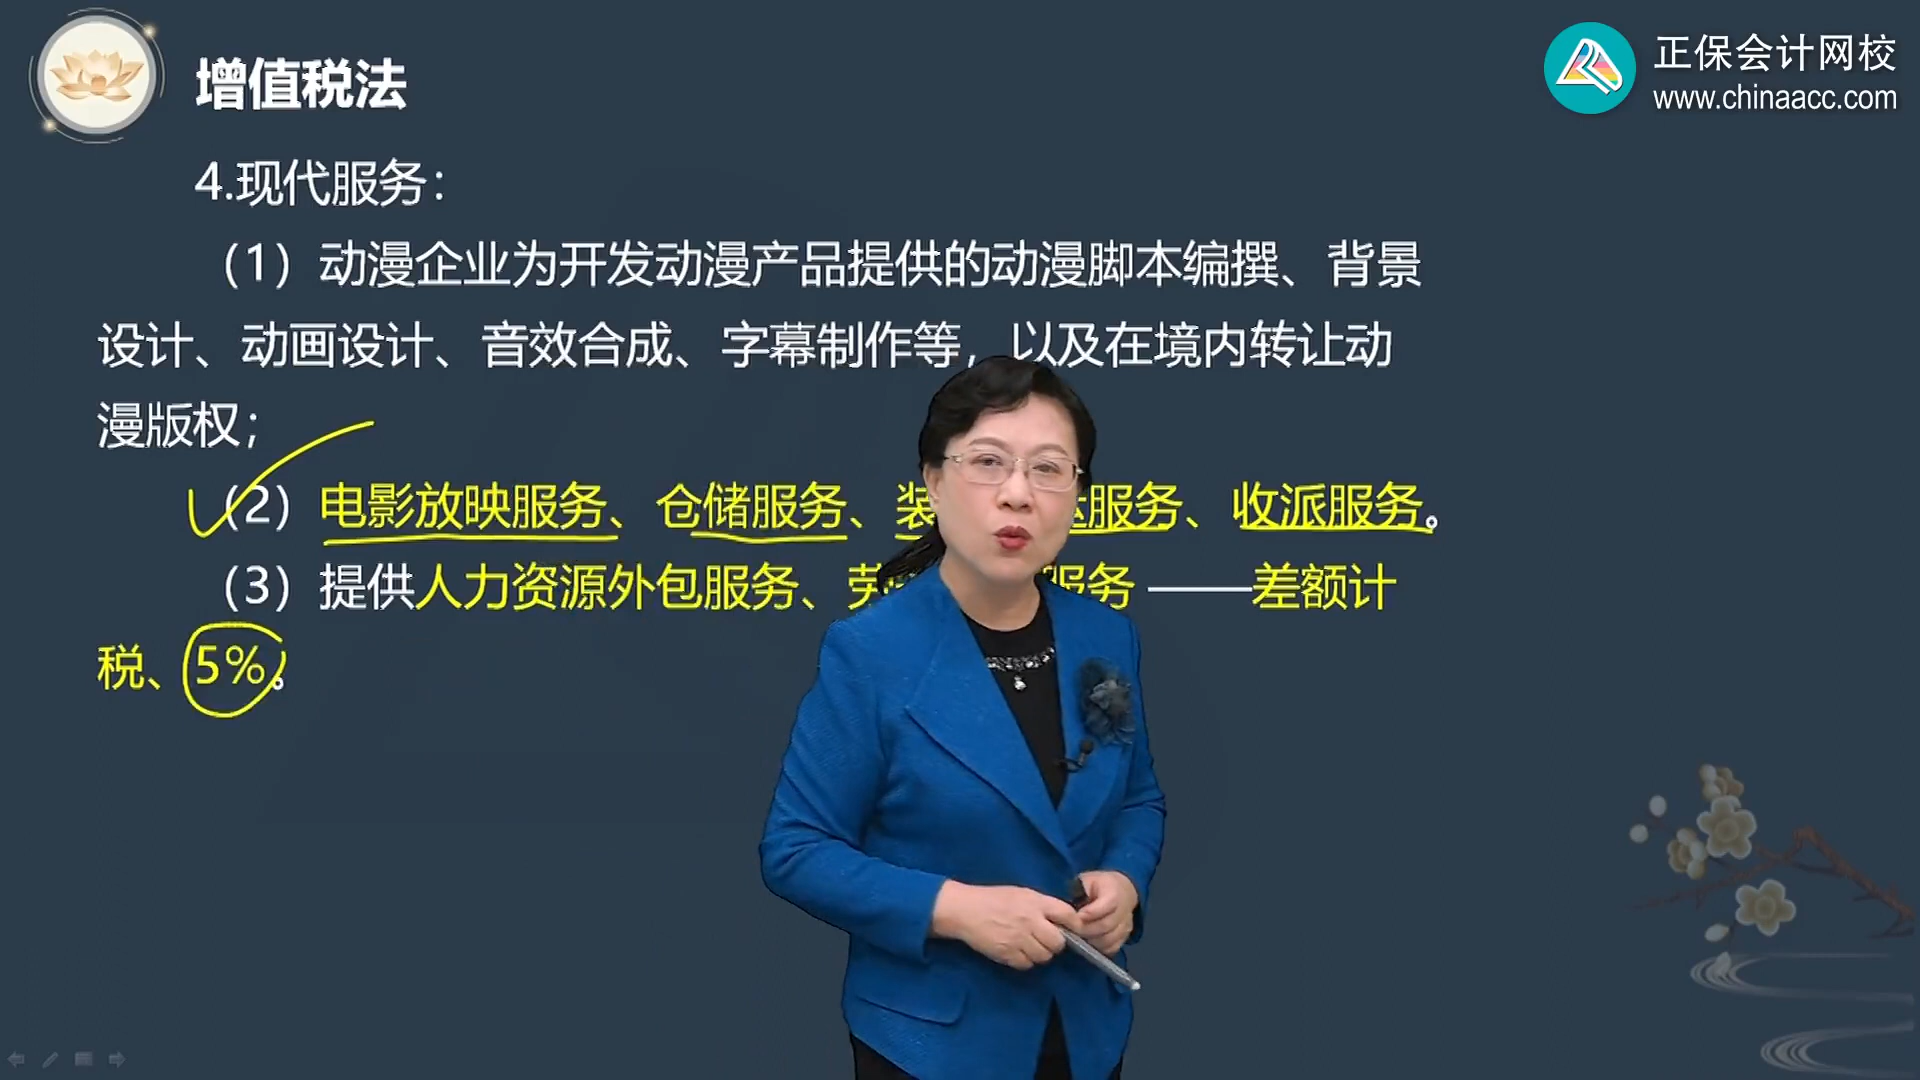 增值税法
正保会计网校
www.chinaacc.com
4.现代服务：
（1）动漫企业为开发动漫产品提供的动漫脚本编撰、背景
设计、动画设计、音效合成、字幕制作等，以及在境内转让动
漫版权；
（2）电影放映服务、仓储服务、装 服务、收派服务。
（3）提供人力资源外包服务、劳 服务 ——差额计
税、5%。